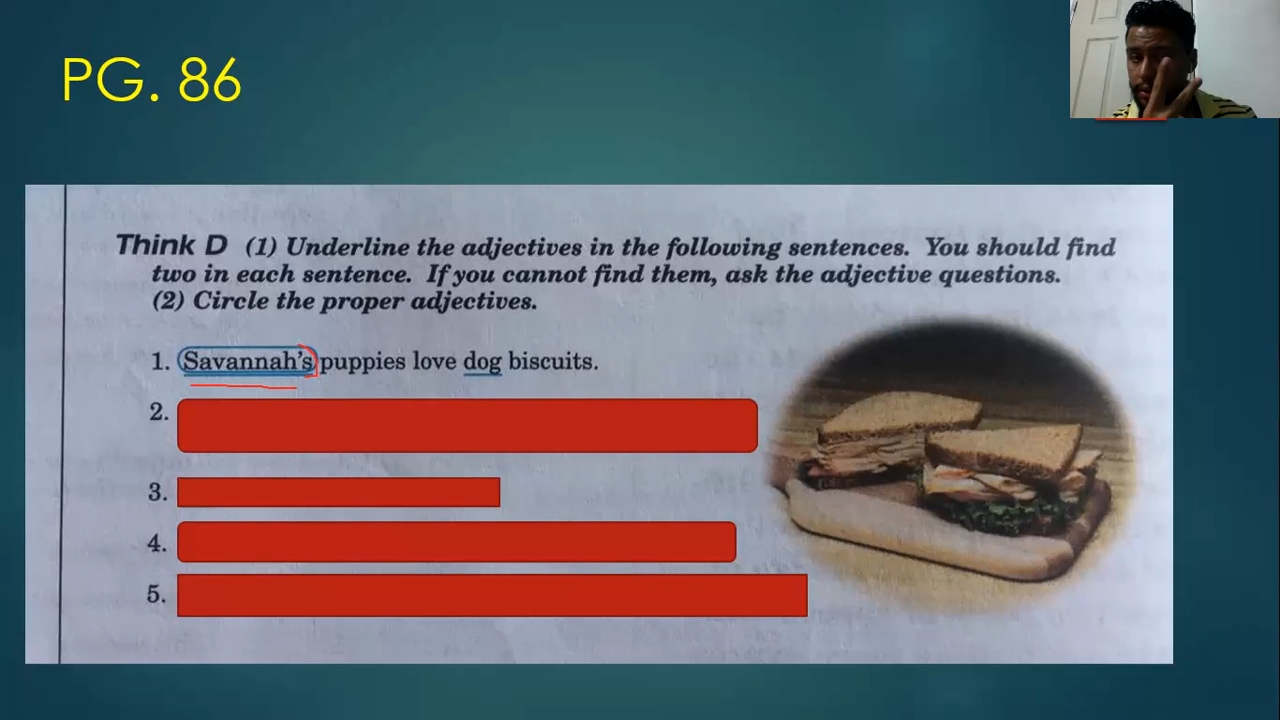 PG. 86
Think D (1) Underline the adjectives in the following sentences. You should find
two in each sentence. If you cannot find them, ask the adjective questions.
(2) Circle the proper adjectives.
1. Savannah's puppies love dog biscuits.
2.
3.
4.
5.